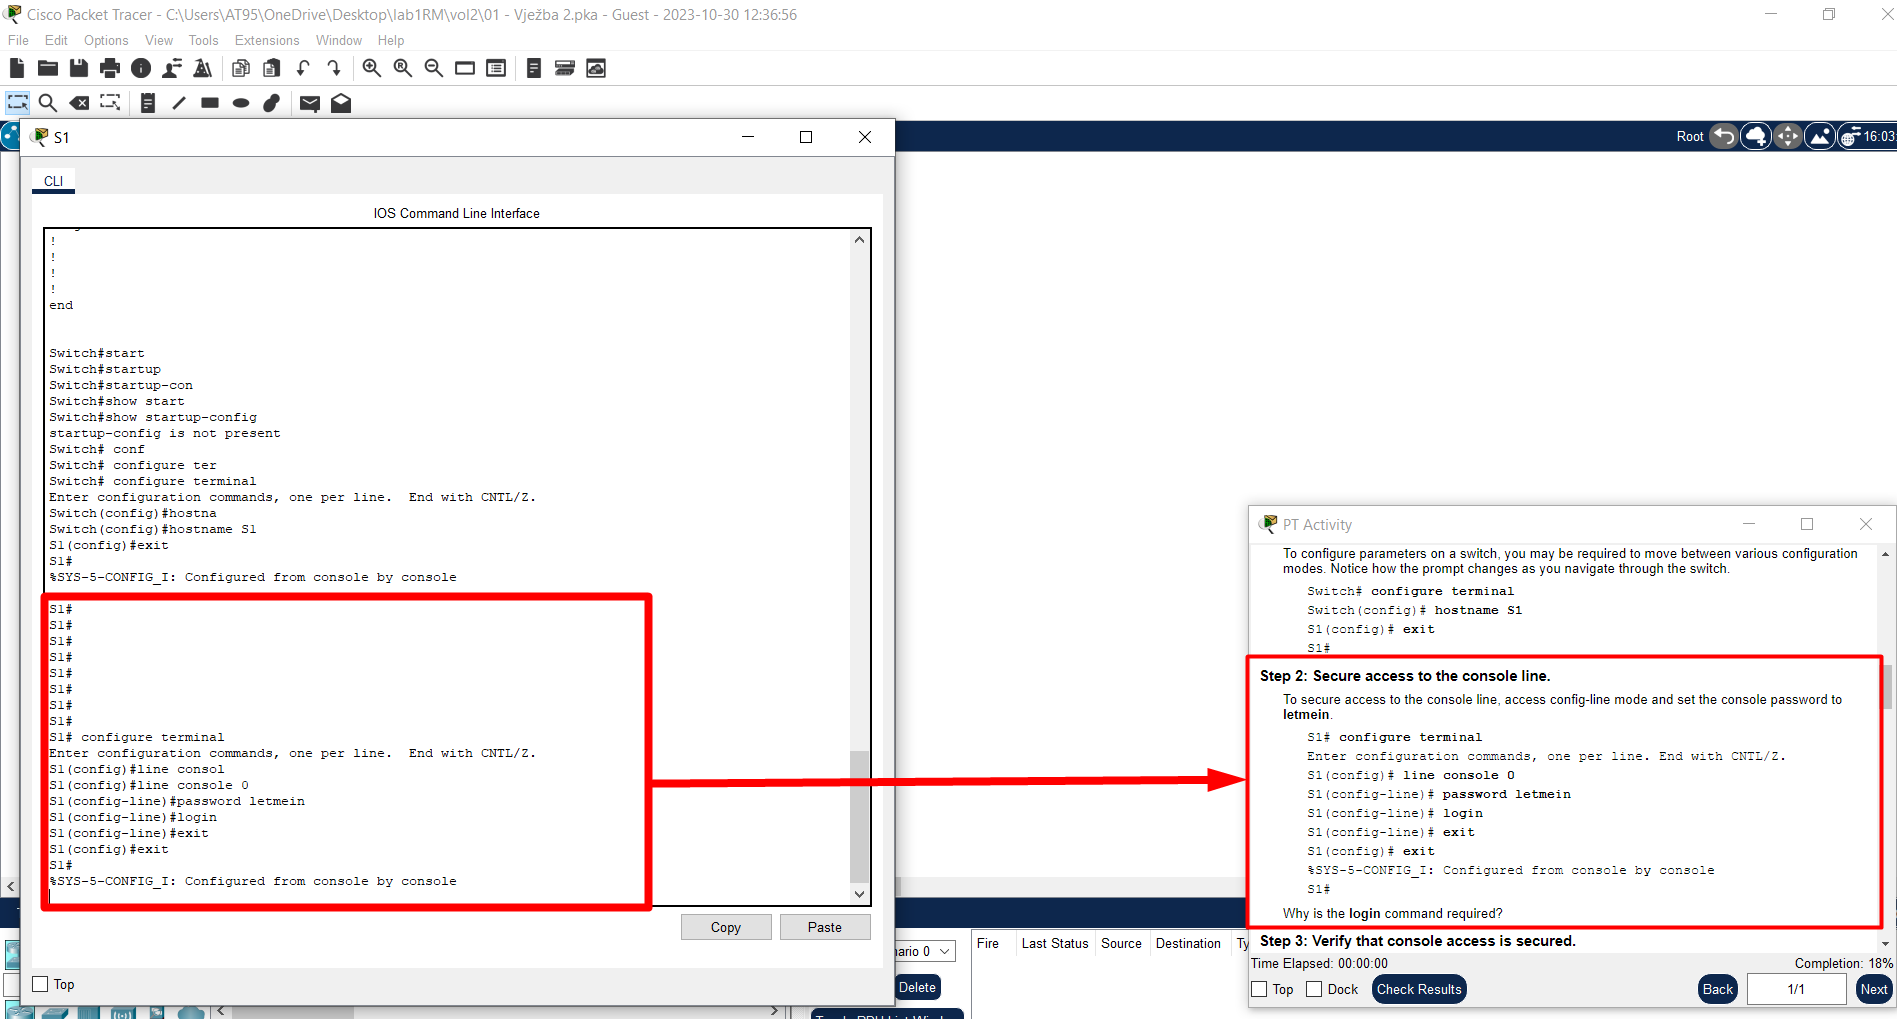 Cisco Packet Tracer - C:\Users\AT95\OneDrive\Desktop\lab1RM\vol2\01 - Vježba 2.pka - Guest - 2023-10-30 12:36:56
File Edit Options View Tools Extensions Window Help
Root 16:03:
S1
CLI
IOS Command Line Interface
!
!
!
!
end
Switch#start
Switch#startup
Switch#startup-con
Switch#show start
Switch#show startup-config
startup-config is not present
Switch# conf
Switch# configure ter
Switch# configure terminal
Enter configuration commands, one per line.  End with CNTL/Z.
Switch(config)#hostna
Switch(config)#hostname S1
S1(config)#exit
S1#
%SYS-5-CONFIG_I: Configured from console by console
S1#
S1#
S1#
S1#
S1#
S1#
S1#
S1#
S1# configure terminal
Enter configuration commands, one per line.  End with CNTL/Z.
S1(config)#line consol
S1(config)#line console 0
S1(config-line)#password letmein
S1(config-line)#login
S1(config-line)#exit
S1(config)#exit
S1#
%SYS-5-CONFIG_I: Configured from console by console
Copy Paste
Top
nario 0
Delete
Fire Last Status Source Destination Ty
PT Activity
To configure parameters on a switch, you may be required to move between various configuration
modes. Notice how the prompt changes as you navigate through the switch.
Switch# configure terminal
Switch(config)# hostname S1
S1(config)# exit
S1#
Step 2: Secure access to the console line.
To secure access to the console line, access config-line mode and set the console password to
letmein.
S1# configure terminal
Enter configuration commands, one per line. End with CNTL/Z.
S1(config)# line console 0
S1(config-line)# password letmein
S1(config-line)# login
S1(config-line)# exit
S1(config)# exit
%SYS-5-CONFIG_I: Configured from console by console
S1#
Why is the login command required?
Step 3: Verify that console access is secured.
Time Elapsed: 00:00:00 Completion: 18%
Top Dock Check Results Back 1/1 Next